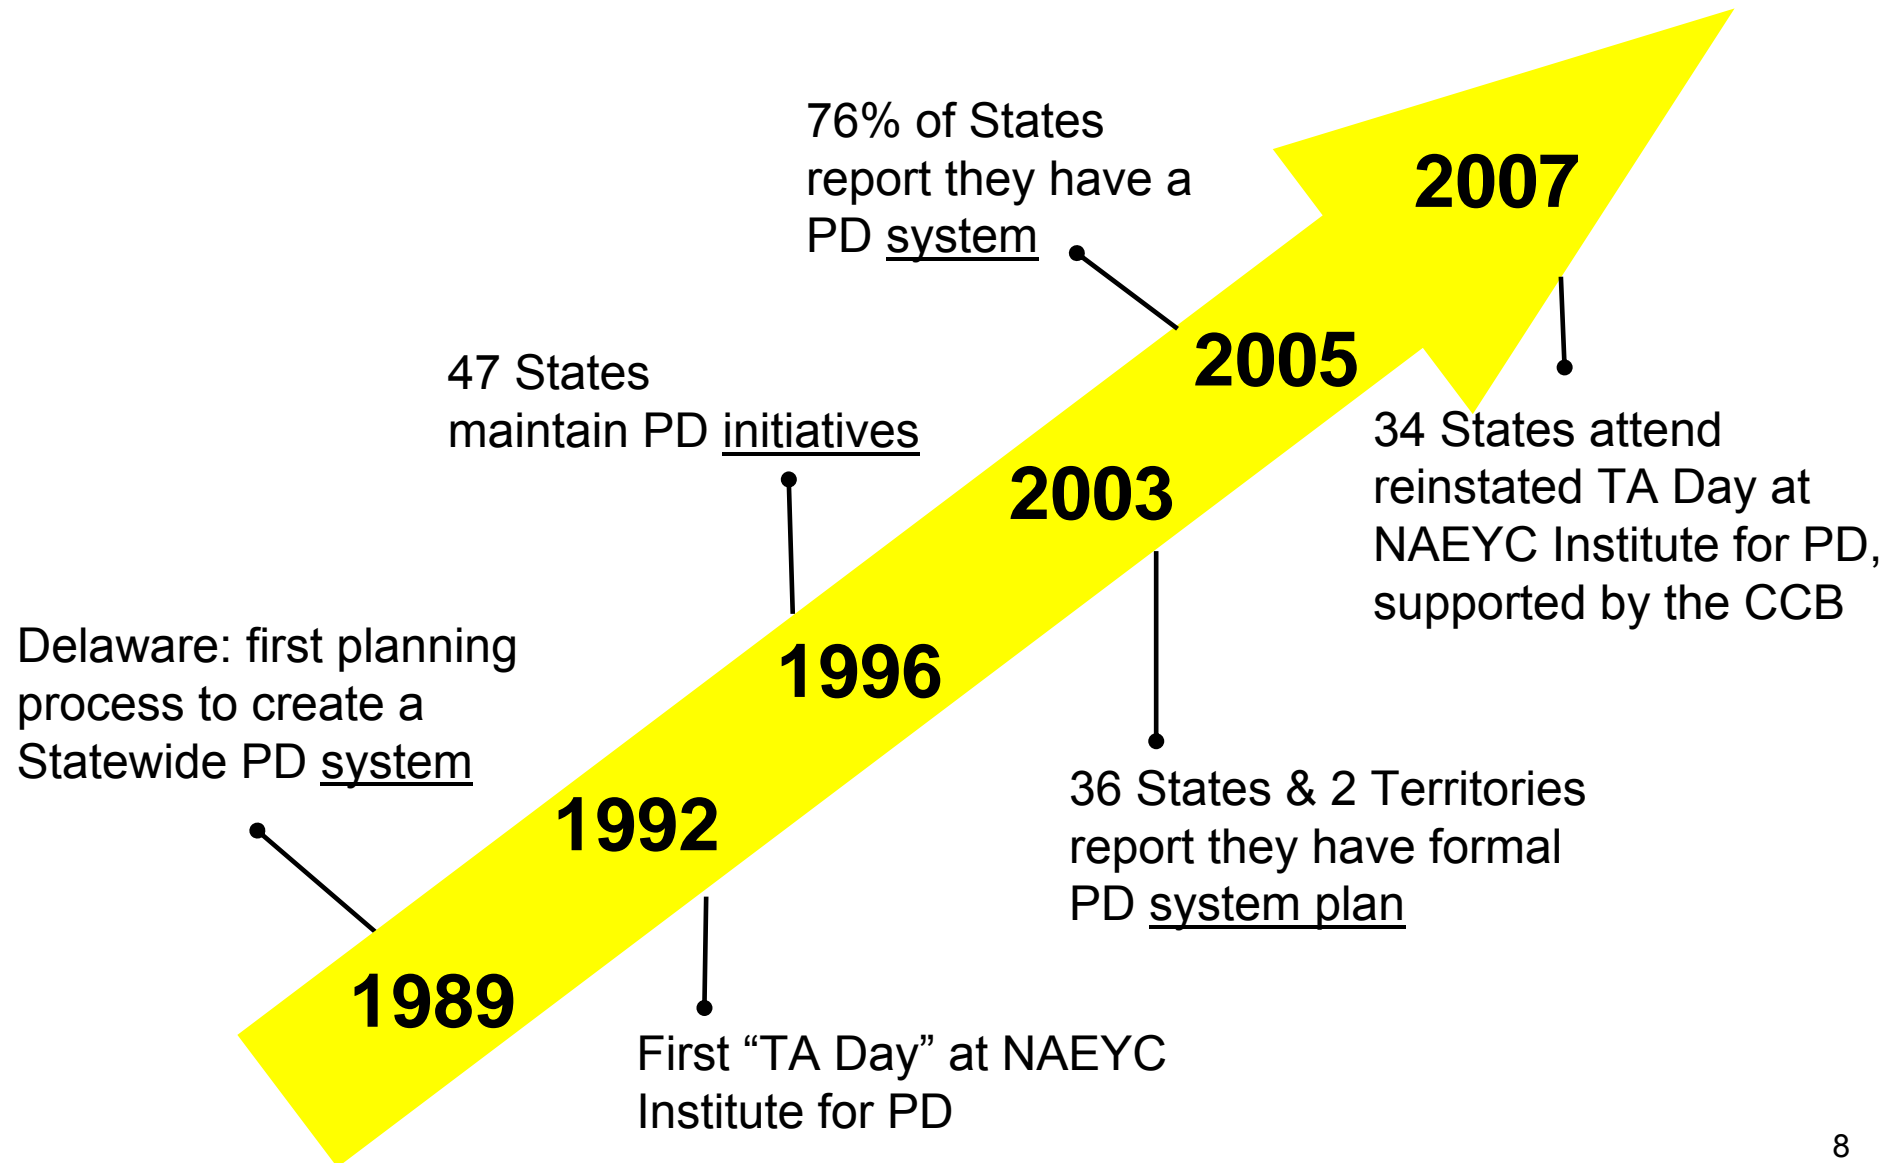 76% of States
report they have a
PD system
2007
2005
47 States
maintain PD initiatives
2003
34 States attend
reinstated TA Day at
NAEYC Institute for PD,
supported by the CCB
1996
Delaware: first planning
process to create a
Statewide PD system
1992
36 States & 2 Territories
report they have formal
PD system plan
1989
First “TA Day” at NAEYC
Institute for PD
8